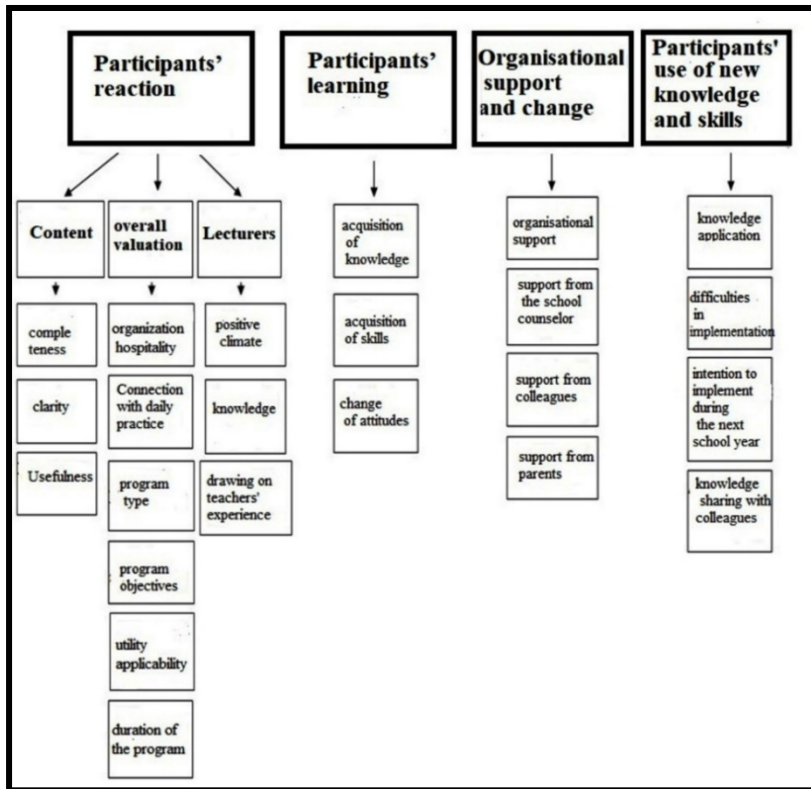 Participants'
reaction
Participants'
learning
Organisational
support
and change
Participants'
use of new
knowledge
and skills
Content
overall
valuation
Lecturers
comple
teness
clarity
Usefulness
organization
hospitality
Connection
with daily
practice
program
type
program
objectives
utility
applicability
duration of
the program
positive
climate
knowledge
drawing on
teachers'
experience
acquisition
of
knowledge
acquisition
of skills
change
of attitudes
organisational
support
support from
the school
counselor
support from
colleagues
support from
parents
knowledge
application
difficulties
in
implementation
intention to
implement
during
the next
school year
knowledge
sharing with
colleagues